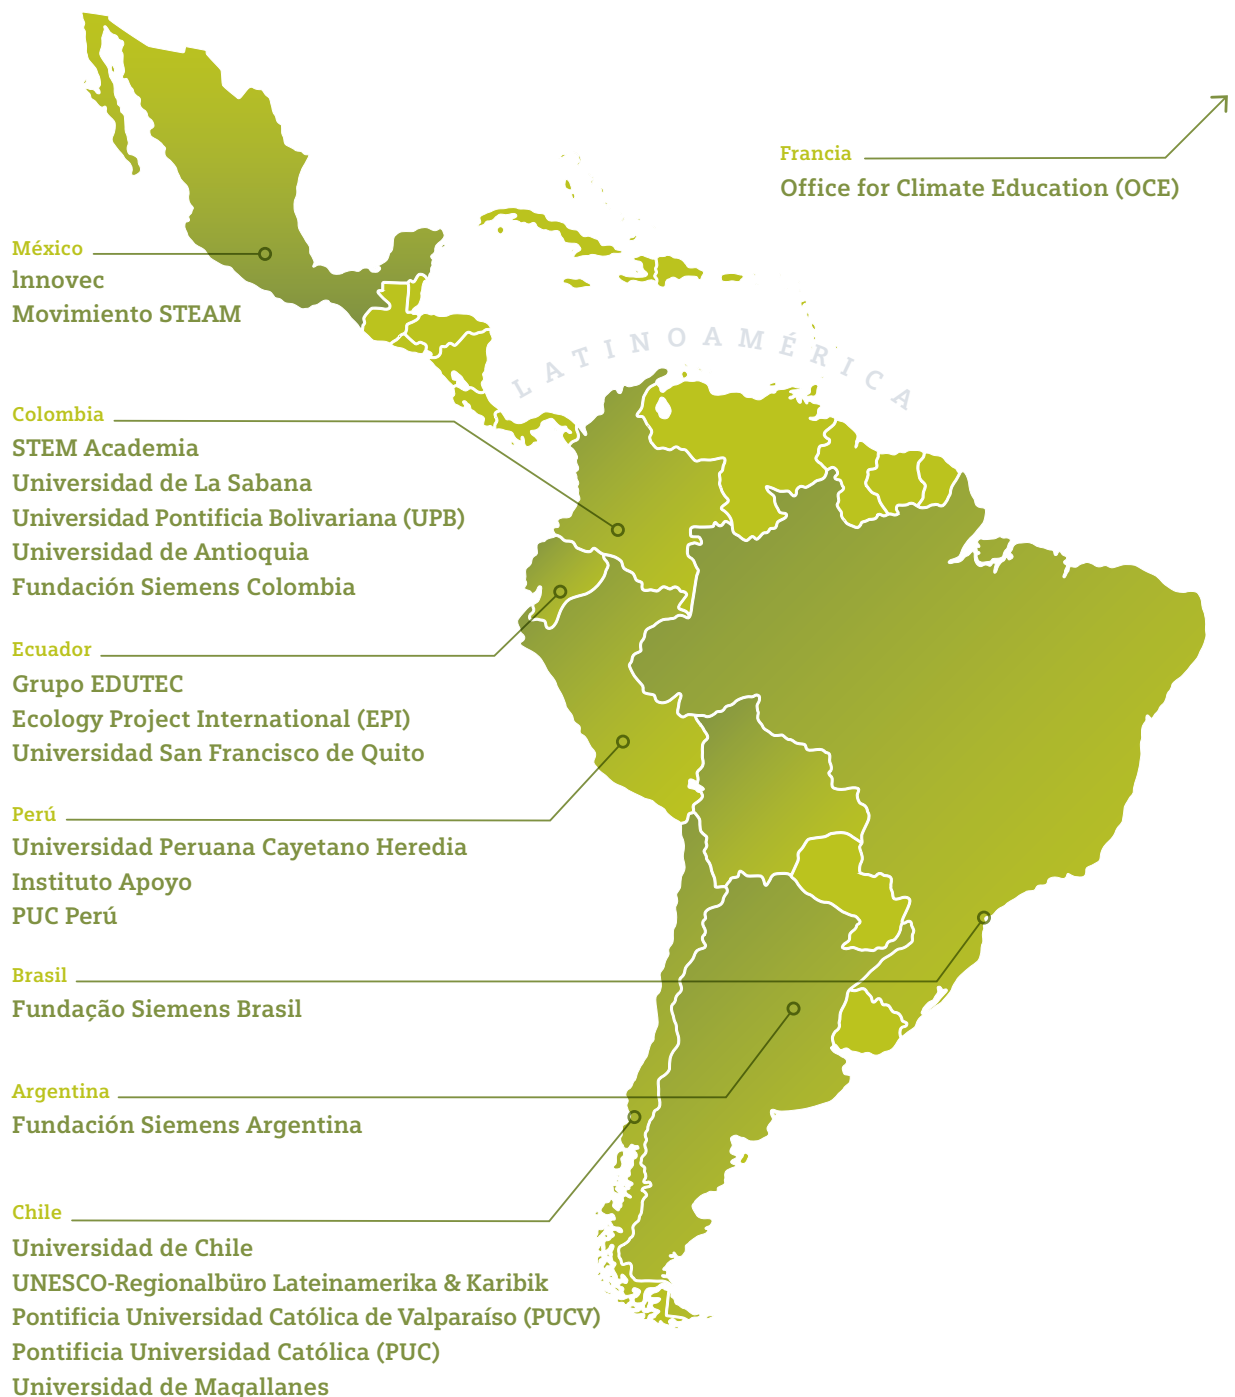 Francia
Office for Climate Education (OCE)
México
Innovec
Movimiento STEAM
LATINOAMÉRICA
Colombia
STEM Academia
Universidad de La Sabana
Universidad Pontificia Bolivariana (UPB)
Universidad de Antioquia
Fundación Siemens Colombia
Ecuador
Grupo EDUTEC
Ecology Project International (EPI)
Universidad San Francisco de Quito
Perú
Universidad Peruana Cayetano Heredia
Instituto Apoyo
PUC Perú
Brasil
Fundação Siemens Brasil
Argentina
Fundación Siemens Argentina
Chile
Universidad de Chile
UNESCO-Regionalbüro Lateinamerika & Karibik
Pontificia Universidad Católica de Valparaíso (PUCV)
Pontificia Universidad Católica (PUC)
Universidad de Magallanes